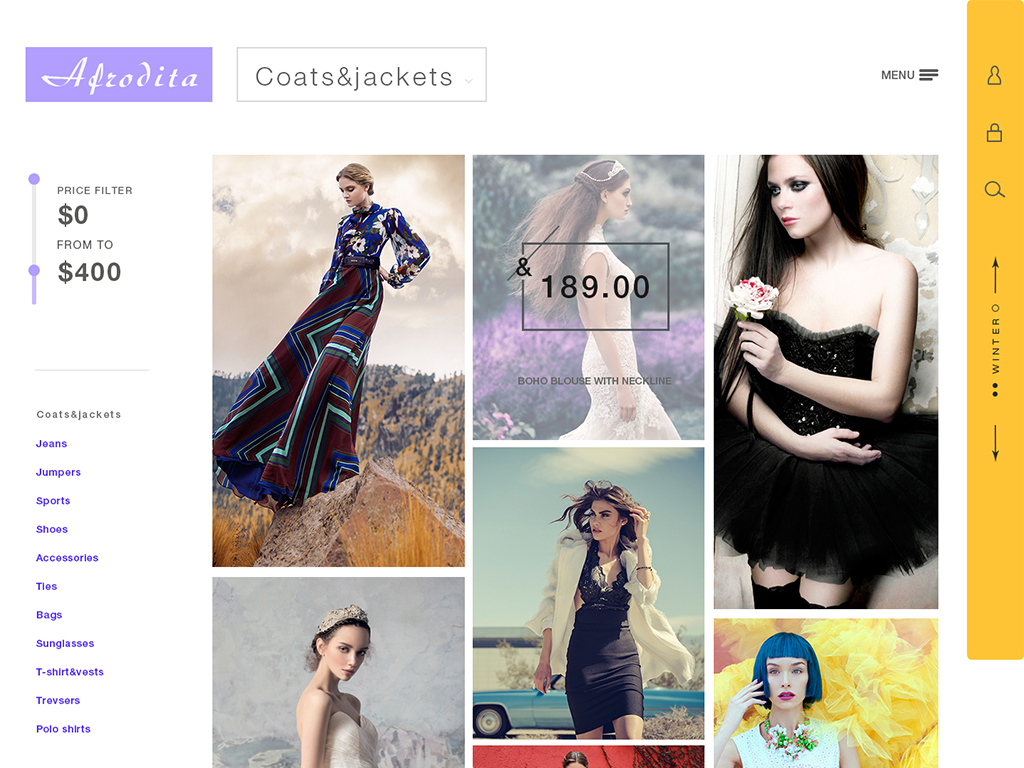 Afrodita
Coats&jackets
MENU
PRICE FILTER
$0
FROM TO
$400
Coats&jackets
Jeans
Jumpers
Sports
Shoes
Accessories
Ties
Bags
Sunglasses
T-shirt&vests
Trevsers
Polo shirts
&
189.00
BOHO BLOUSE WITH NECKLINE
WINTER